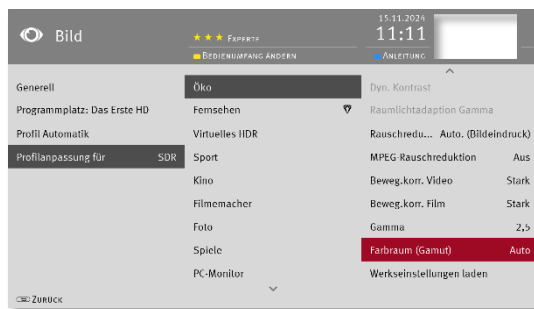 Bild
★ ★ ★ EXPERTE
BEDIENUMFANG ÄNDERN
15.11.2024
11:11
ANLEITUNG
Generell
Programmplatz: Das Erste HD
Profil Automatik
Profilanpassung für SDR
Öko
Fernsehen
Virtuelles HDR
Sport
Kino
Filmemacher
Foto
Spiele
PC-Monitor
Dyn. Kontrast
Raumlichtadaption Gamma
Rauschredu... Auto. (Bildeindruck)
MPEG-Rauschreduktion Aus
Beweg.korr. Video Stark
Beweg.korr. Film Stark
Gamma 2,5
Farbraum (Gamut) Auto
Werkseinstellungen laden
ZURÜCK